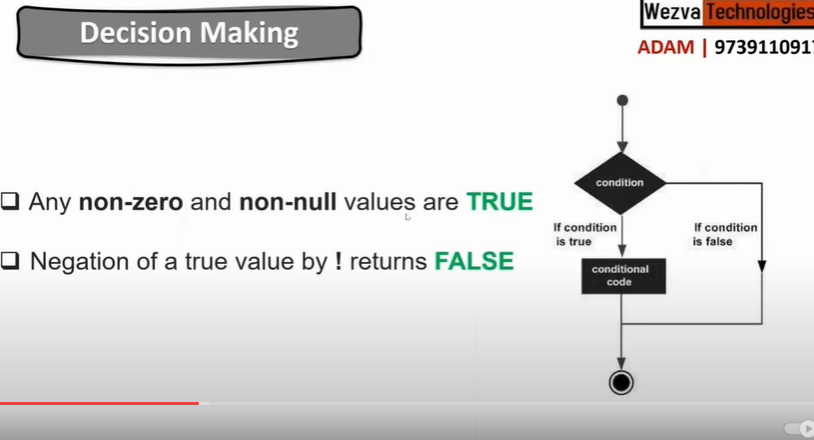 Decision Making
Wezva Technologies
ADAM | 9739110917
❑ Any non-zero and non-null values are TRUE
❑ Negation of a true value by ! returns FALSE
condition
If condition
is true
If condition
is false
conditional
code